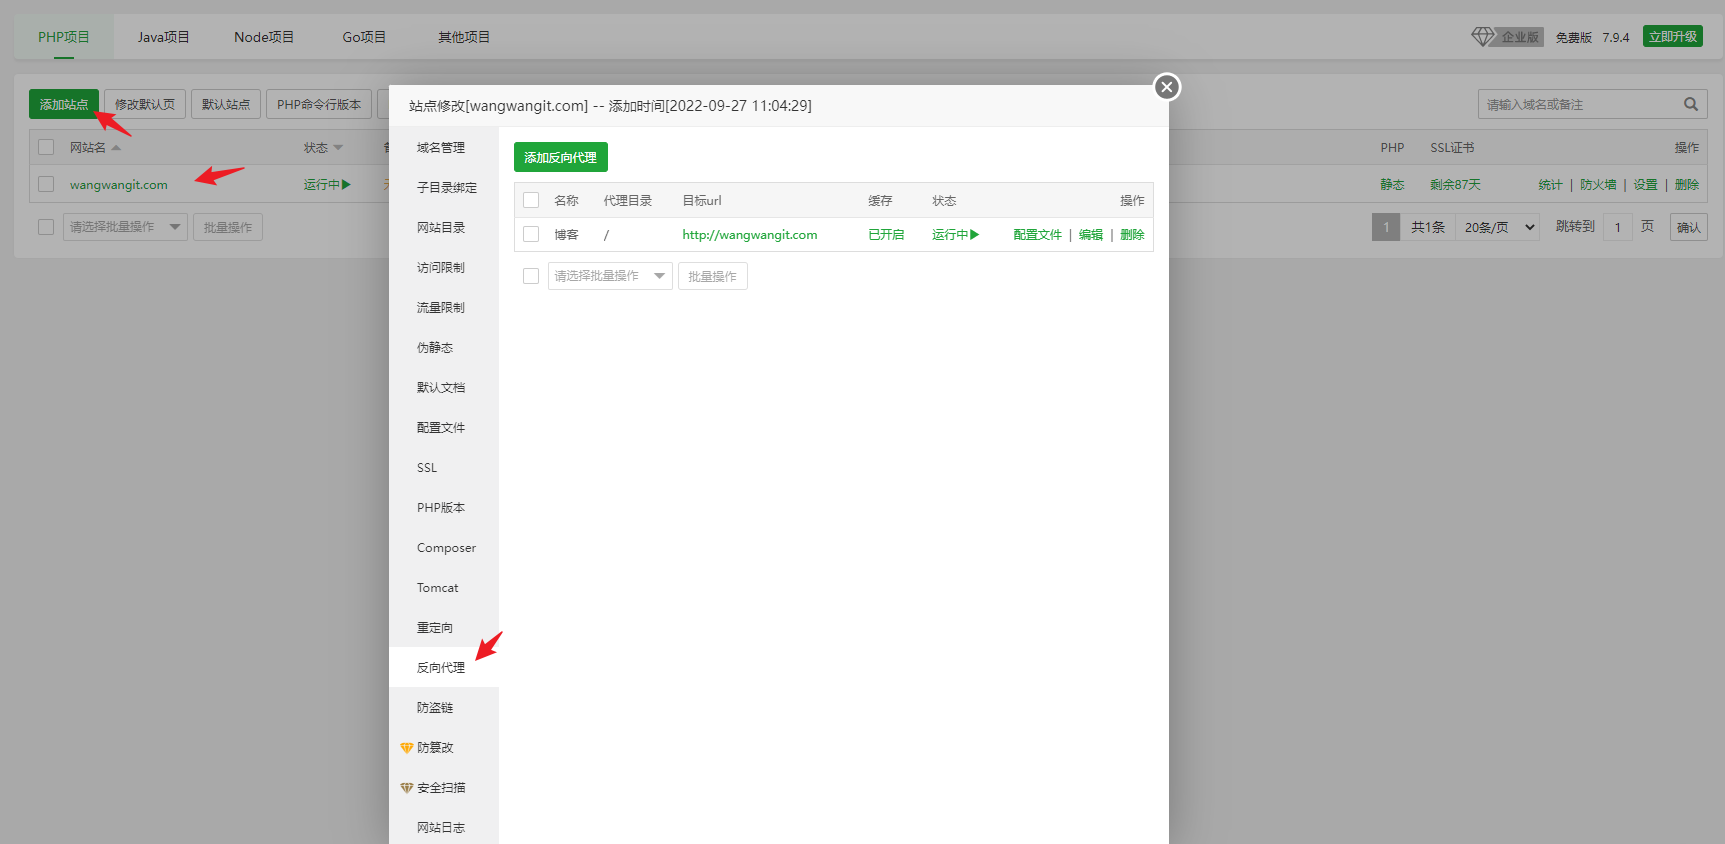 PHP项目 Java项目 Node项目 Go项目 其他项目 企业版 免费版 7.9.4 立即升级
添加站点 修改默认页 默认站点 PHP命令行版本 请输入域名或备注
网站名 状态 PHP SSL证书 操作
wangwangit.com 运行中 静态 剩余87天 统计 | 防火墙 | 设置 | 删除
请选择批量操作 批量操作 1 共1条 20条/页 跳转到 1 页 确认
站点修改[wangwangit.com] -- 添加时间[2022-09-27 11:04:29]
域名管理
子目录绑定
网站目录
访问限制
流量限制
伪静态
默认文档
配置文件
SSL
PHP版本
Composer
Tomcat
重定向
反向代理
防盗链
防篡改
安全扫描
网站日志
添加反向代理
名称 代理目录 目标url 缓存 状态 操作
博客 / http://wangwangit.com 已开启 运行中 配置文件 | 编辑 | 删除
请选择批量操作 批量操作